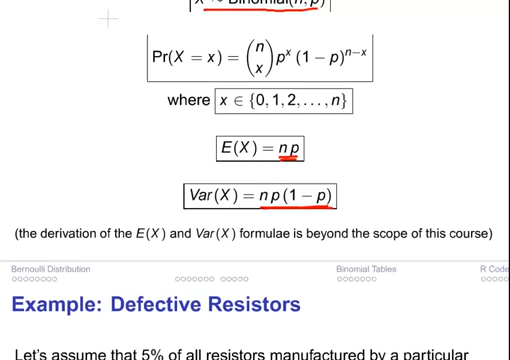 X ~ Binomial(n, p)
Pr(X = x) = (n x) p^x (1 − p)^{n−x}
where x ∈ {0, 1, 2, . . . , n}
E(X) = n p
Var(X) = n p (1 − p)
(the derivation of the E(X) and Var(X) formulae is beyond the scope of this course)
Bernoulli Distribution Binomial Tables R Code
Example: Defective Resistors
Let's assume that 5% of all resistors manufactured by a particular